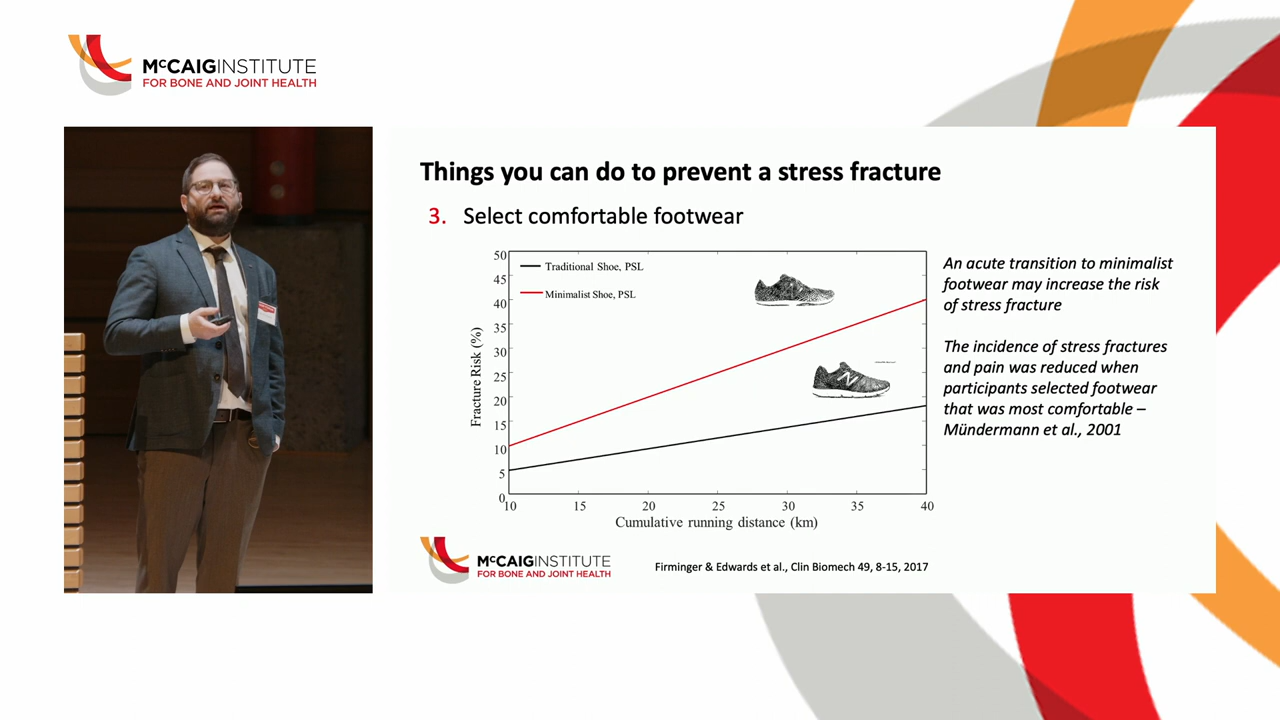 McCAIGINSTITUTE
FOR BONE AND JOINT HEALTH
Things you can do to prevent a stress fracture
3. Select comfortable footwear
50
45
40
35
30
25
20
15
10
5
0
Fracture Risk (%)
Traditional Shoe, PSL
Minimalist Shoe, PSL
10 15 20 25 30 35 40
Cumulative running distance (km)
An acute transition to minimalist
footwear may increase the risk
of stress fracture
The incidence of stress fractures
and pain was reduced when
participants selected footwear
that was most comfortable –
Mündermann et al., 2001
McCAIGINSTITUTE
FOR BONE AND JOINT HEALTH
Firminger & Edwards et al., Clin Biomech 49, 8-15, 2017